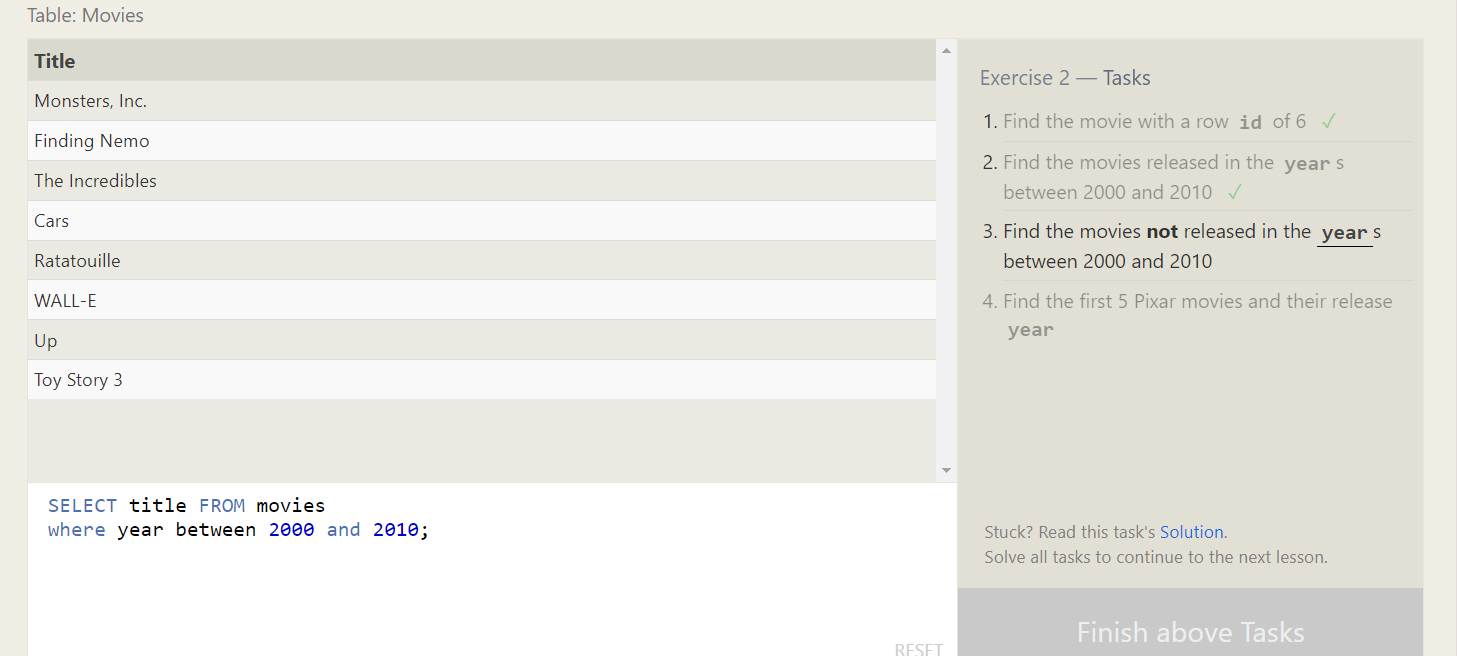 Table: Movies
Title
Monsters, Inc.
Finding Nemo
The Incredibles
Cars
Ratatouille
WALL-E
Up
Toy Story 3
SELECT title FROM movies
where year between 2000 and 2010;
RESET
Exercise 2 — Tasks
1. Find the movie with a row id of 6 ✓
2. Find the movies released in the year s
between 2000 and 2010 ✓
3. Find the movies not released in the year s
between 2000 and 2010
4. Find the first 5 Pixar movies and their release
year
Stuck? Read this task's Solution.
Solve all tasks to continue to the next lesson.
Finish above Tasks